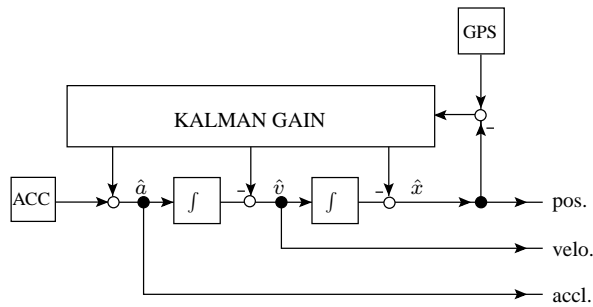 GPS
KALMAN GAIN
–
ACC
â
∫
–
v̂
∫
–
x̂
pos.
velo.
accl.